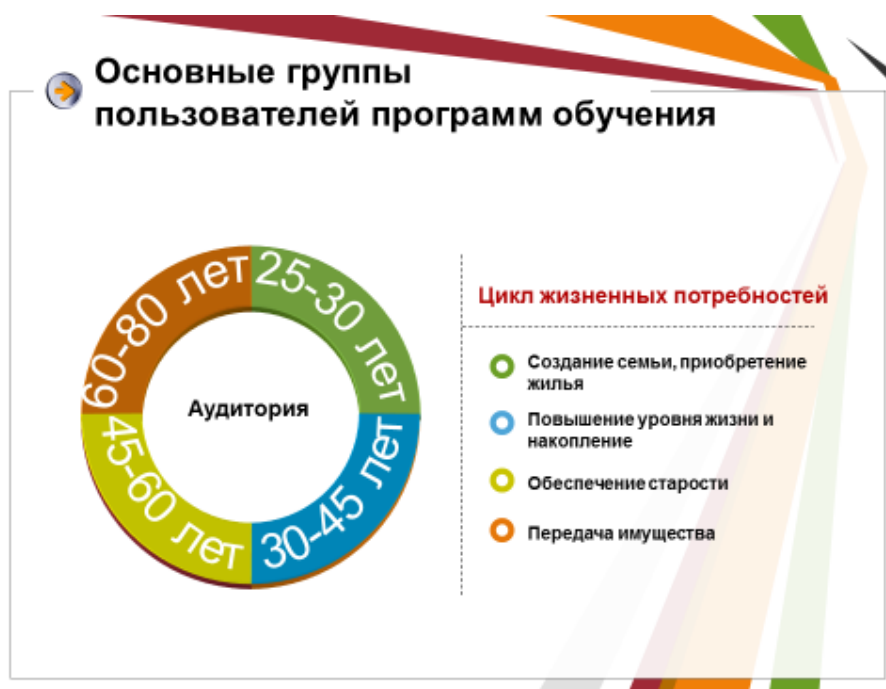 Основные группы
пользователей программ обучения
60-80 лет
25-30 лет
45-60 лет
30-45 лет
Аудитория
Цикл жизненных потребностей
Создание семьи, приобретение
жилья
Повышение уровня жизни и
накопление
Обеспечение старости
Передача имущества